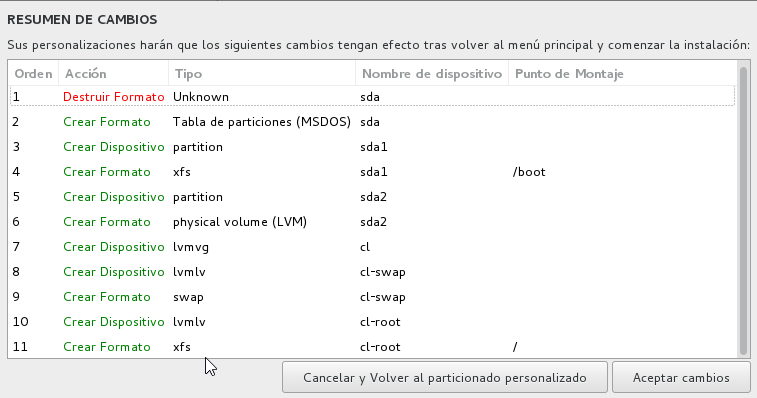 RESUMEN DE CAMBIOS
Sus personalizaciones harán que los siguientes cambios tengan efecto tras volver al menú principal y comenzar la instalación:
Orden Acción Tipo Nombre de dispositivo Punto de Montaje
1 Destruir Formato Unknown sda
2 Crear Formato Tabla de particiones (MSDOS) sda
3 Crear Dispositivo partition sda1
4 Crear Formato xfs sda1 /boot
5 Crear Dispositivo partition sda2
6 Crear Formato physical volume (LVM) sda2
7 Crear Dispositivo lvmvg cl
8 Crear Dispositivo lvmlv cl-swap
9 Crear Formato swap cl-swap
10 Crear Dispositivo lvmlv cl-root
11 Crear Formato xfs cl-root /
Cancelar y Volver al particionado personalizado Aceptar cambios